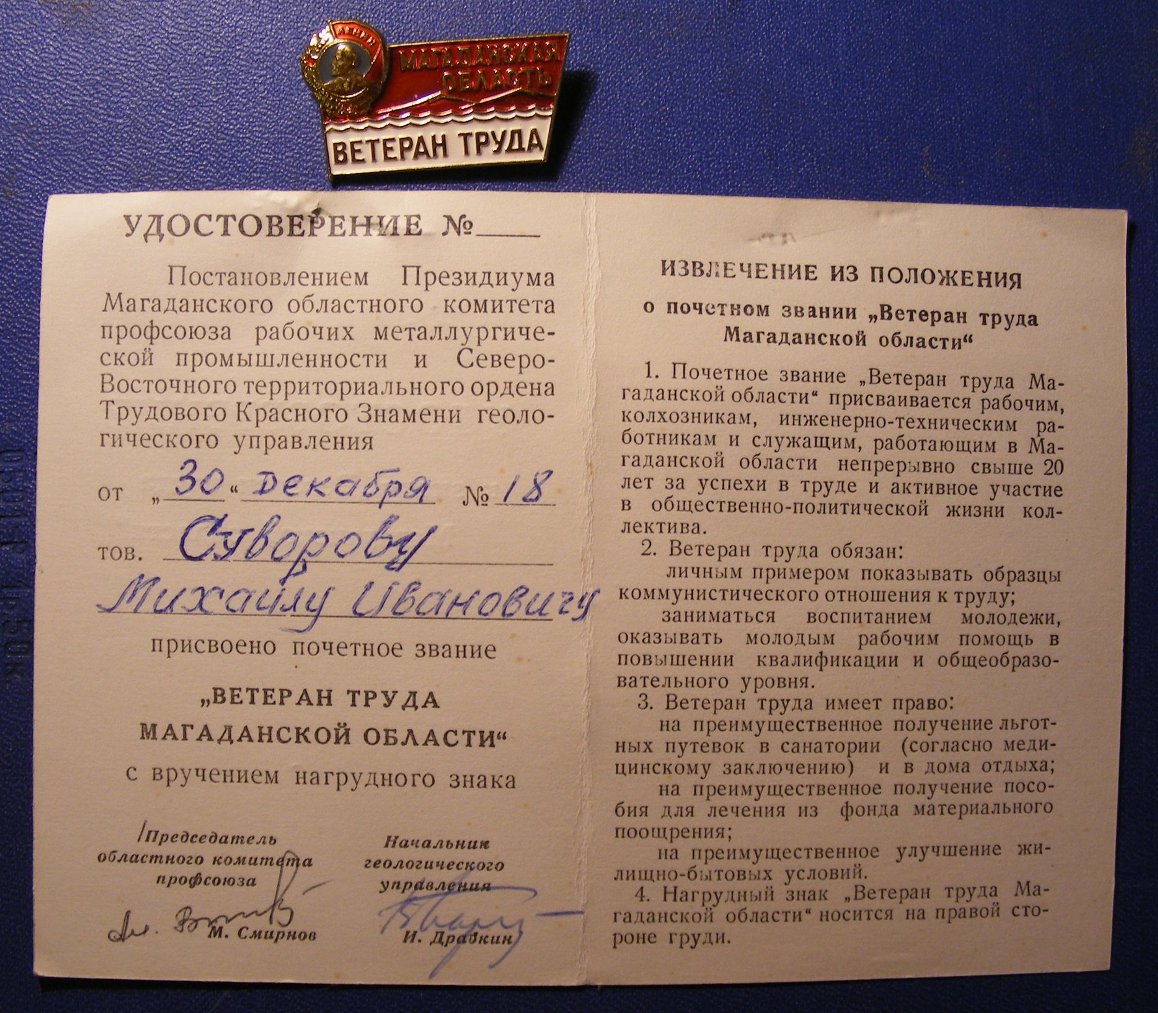 ЛЕНИН
МАГАДАНСКАЯ
ОБЛАСТЬ
ВЕТЕРАН ТРУДА
УДОСТОВЕРЕНИЕ №
Постановлением Президиума
Магаданского областного комитета
профсоюза рабочих металлургиче-
ской промышленности и Северо-
Восточного территориального ордена
Трудового Красного Знамени геоло-
гического управления
от „30“ декабря № 18
тов. Суворову
Михаилу Ивановичу
присвоено почетное звание
„ВЕТЕРАН ТРУДА
МАГАДАНСКОЙ ОБЛАСТИ“
с вручением нагрудного знака
Председатель
областного комитета
профсоюза
М. Смирнов
Начальник
геологического
управления
И. Драбкин
ИЗВЛЕЧЕНИЕ ИЗ ПОЛОЖЕНИЯ
о почетном звании „Ветеран труда
Магаданской области“
1. Почетное звание „Ветеран труда Ма-
гаданской области“ присваивается рабочим,
колхозникам, инженерно-техническим ра-
ботникам и служащим, работающим в Ма-
гаданской области непрерывно свыше 20
лет за успехи в труде и активное участие
в общественно-политической жизни кол-
лектива.
2. Ветеран труда обязан:
личным примером показывать образцы
коммунистического отношения к труду;
заниматься воспитанием молодежи,
оказывать молодым рабочим помощь в
повышении квалификации и общеобразо-
вательного уровня.
3. Ветеран труда имеет право:
на преимущественное получение льгот-
ных путевок в санатории (согласно меди-
цинскому заключению) и в дома отдыха;
на преимущественное получение посо-
бия для лечения из фонда материального
поощрения;
на преимущественное улучшение жи-
лищно-бытовых условий.
4. Нагрудный знак „Ветеран труда Ма-
гаданской области“ носится на правой сто-
роне груди.